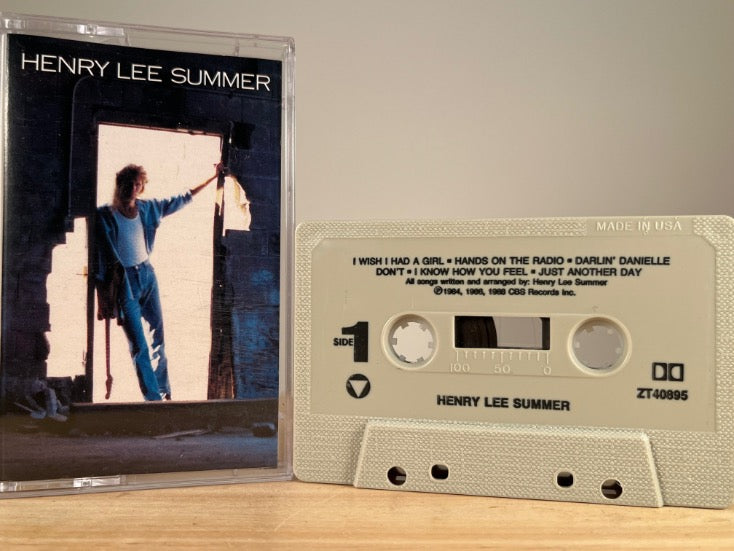 HENRY LEE SUMMER
MADE IN USA
I WISH I HAD A GIRL ▪ HANDS ON THE RADIO ▪ DARLIN' DANIELLE
DON'T ▪ I KNOW HOW YOU FEEL ▪ JUST ANOTHER DAY
All songs written and arranged by: Henry Lee Summer
℗1984, 1986, 1988 CBS Records Inc.
SIDE 1
100 50 0
ZT40895
HENRY LEE SUMMER